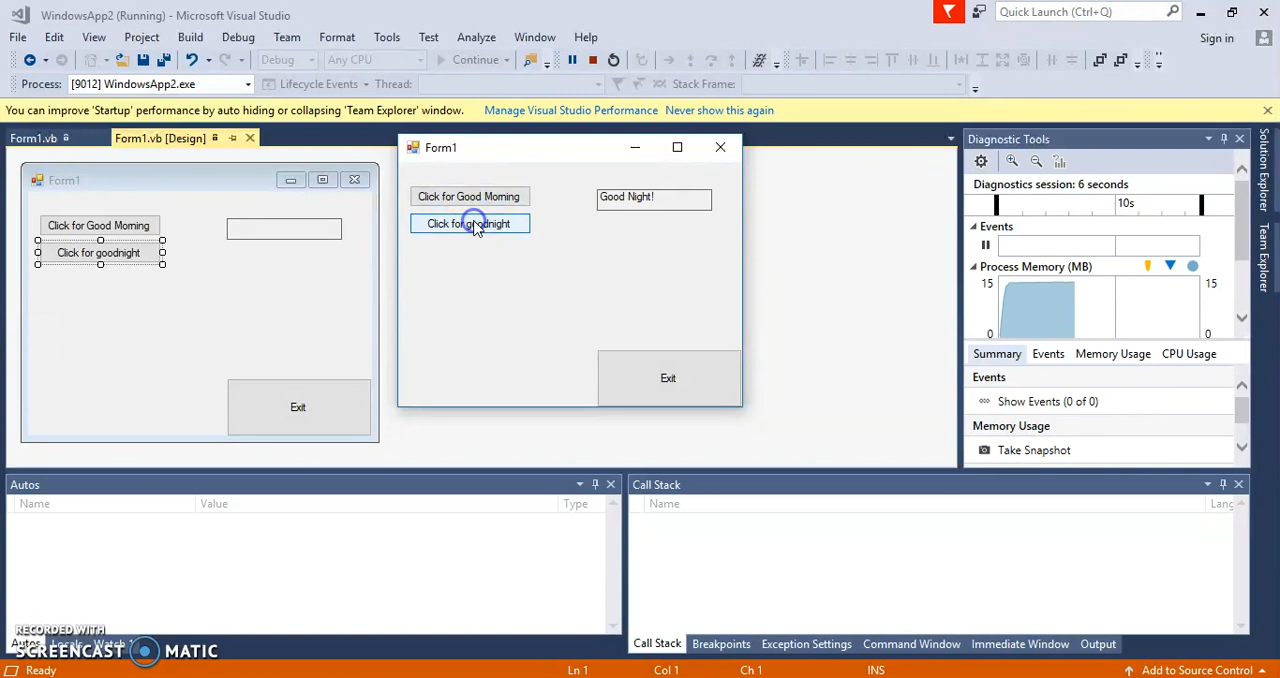 WindowsApp2 (Running) - Microsoft Visual Studio
Quick Launch (Ctrl+Q)
File Edit View Project Build Debug Team Format Tools Test Analyze Window Help
Sign in
Debug Any CPU Continue
Process: [9012] WindowsApp2.exe Lifecycle Events Thread: Stack Frame:
You can improve 'Startup' performance by auto hiding or collapsing 'Team Explorer' window. Manage Visual Studio Performance Never show this again
Form1.vb Form1.vb [Design]
Form1
Click for Good Morning
Click for goodnight
Exit
Form1
Click for Good Morning
Good Night!
Click for goodnight
Exit
Diagnostic Tools
Diagnostics session: 6 seconds
10s
Events
Process Memory (MB)
15 15
0 0
Summary Events Memory Usage CPU Usage
Events
Show Events (0 of 0)
Memory Usage
Take Snapshot
Solution Explorer
Team Explorer
Autos
Name Value Type
Call Stack
Name Lang
Autos Locals Watch 1
RECORDED WITH
SCREENCAST MATIC
Call Stack Breakpoints Exception Settings Command Window Immediate Window Output
Ready Ln 1 Col 1 Ch 1 INS Add to Source Control